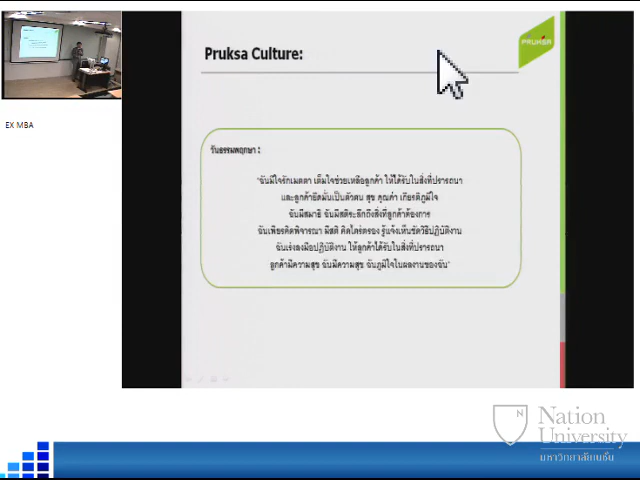 Pruksa Culture:
PRUKSA
EX MBA
วันธรรมพฤกษา :
"ฉันมีใจรักเมตตา เต็มใจช่วยเหลือลูกค้า ให้ได้รับในสิ่งที่ปรารถนา
และลูกค้ายึดมั่นเป็นตัวตน สุข คุณค่า เกียรติภูมิใจ
ฉันมีสมาธิ ฉันมีสติระลึกถึงสิ่งที่ลูกค้าต้องการ
ฉันเพียรคิดพิจารณา มีสติ คิดไตร่ตรอง รู้แจ้งเห็นชัดวิธีปฏิบัติงาน
ฉันเร่งลงมือปฏิบัติงาน ให้ลูกค้าได้รับในสิ่งที่ปรารถนา
ลูกค้ามีความสุข ฉันมีความสุข ฉันภูมิใจในผลงานของฉัน"
N
Nation
University
มหาวิทยาลัยเนชั่น